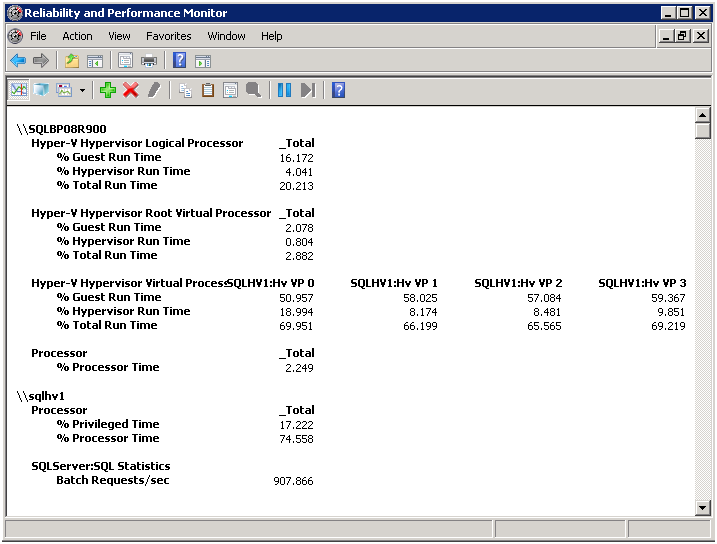 Reliability and Performance Monitor
File Action View Favorites Window Help
\\SQLBP08R900
Hyper-V Hypervisor Logical Processor _Total
% Guest Run Time 16.172
% Hypervisor Run Time 4.041
% Total Run Time 20.213
Hyper-V Hypervisor Root Virtual Processor _Total
% Guest Run Time 2.078
% Hypervisor Run Time 0.804
% Total Run Time 2.882
Hyper-V Hypervisor Virtual Process SQLHV1:Hv VP 0 SQLHV1:Hv VP 1 SQLHV1:Hv VP 2 SQLHV1:Hv VP 3
% Guest Run Time 50.957 58.025 57.084 59.367
% Hypervisor Run Time 18.994 8.174 8.481 9.851
% Total Run Time 69.951 66.199 65.565 69.219
Processor _Total
% Processor Time 2.249
\\sqlhv1
Processor _Total
% Privileged Time 17.222
% Processor Time 74.558
SQLServer:SQL Statistics
Batch Requests/sec 907.866